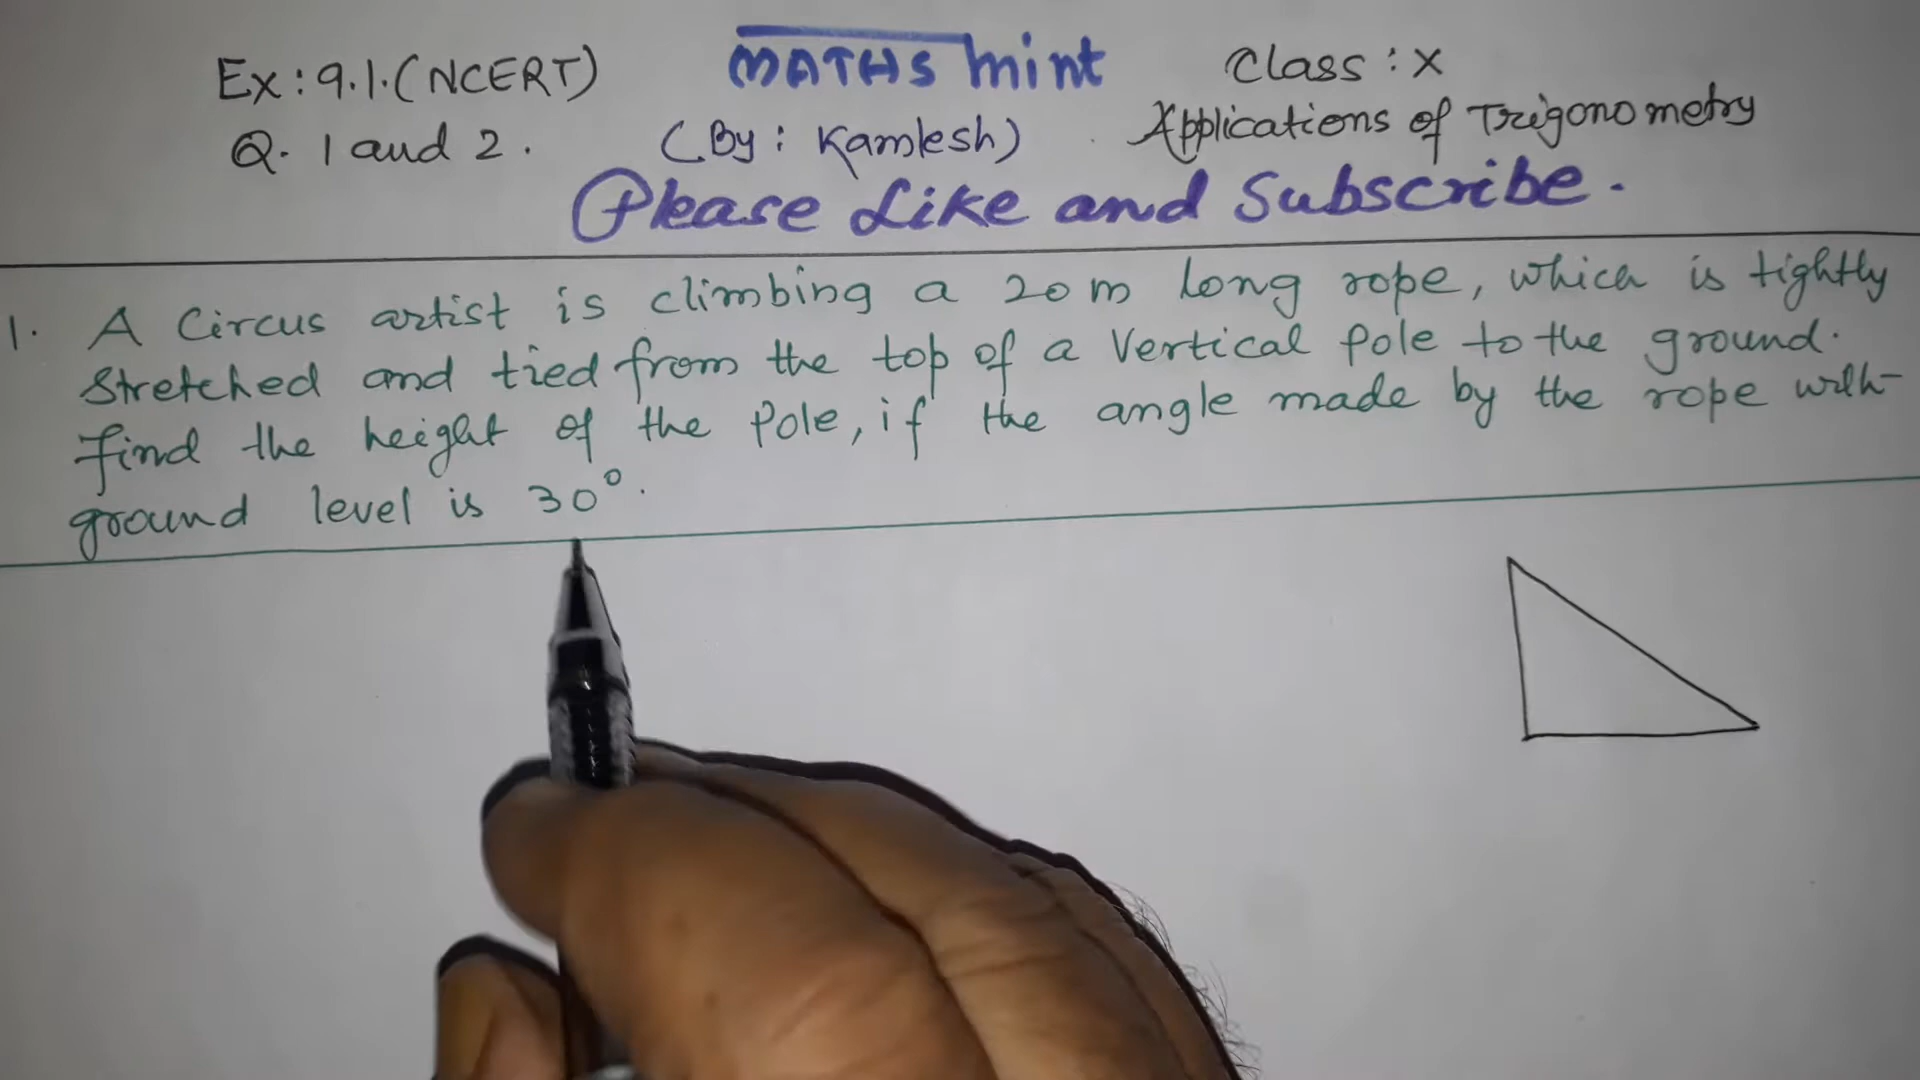 Ex: 9.1.(NCERT) MATHS mint Class: X
Q. 1 and 2. (By: Kamlesh) Applications of Trigonometry
Please Like and Subscribe.
1. A Circus artist is climbing a 20m long rope, which is tightly
Stretched and tied from the top of a Vertical Pole to the ground.
find the height of the Pole, if the angle made by the rope with
ground level is 30°.